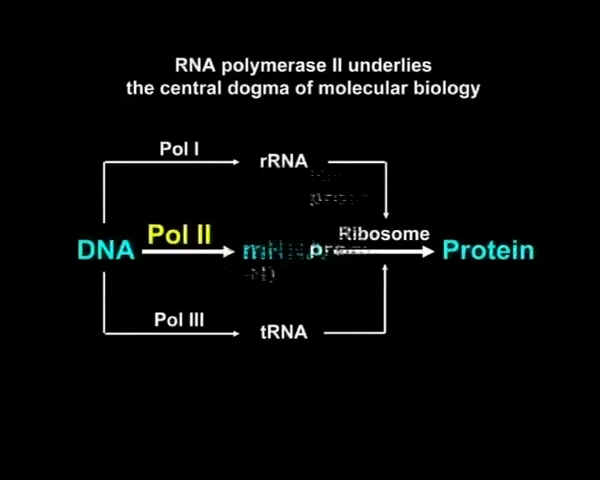 RNA polymerase II underlies
the central dogma of molecular biology
Pol I
rRNA
DNA
Pol II
Ribosome
Protein
Pol III
tRNA